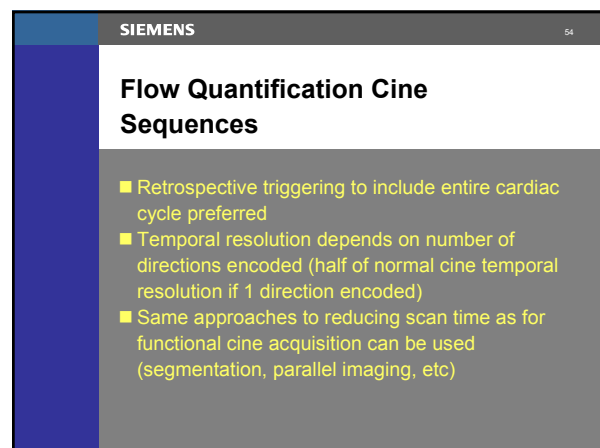 SIEMENS 54
Flow Quantification Cine
Sequences
■ Retrospective triggering to include entire cardiac
cycle preferred
■ Temporal resolution depends on number of
directions encoded (half of normal cine temporal
resolution if 1 direction encoded)
■ Same approaches to reducing scan time as for
functional cine acquisition can be used
(segmentation, parallel imaging, etc)